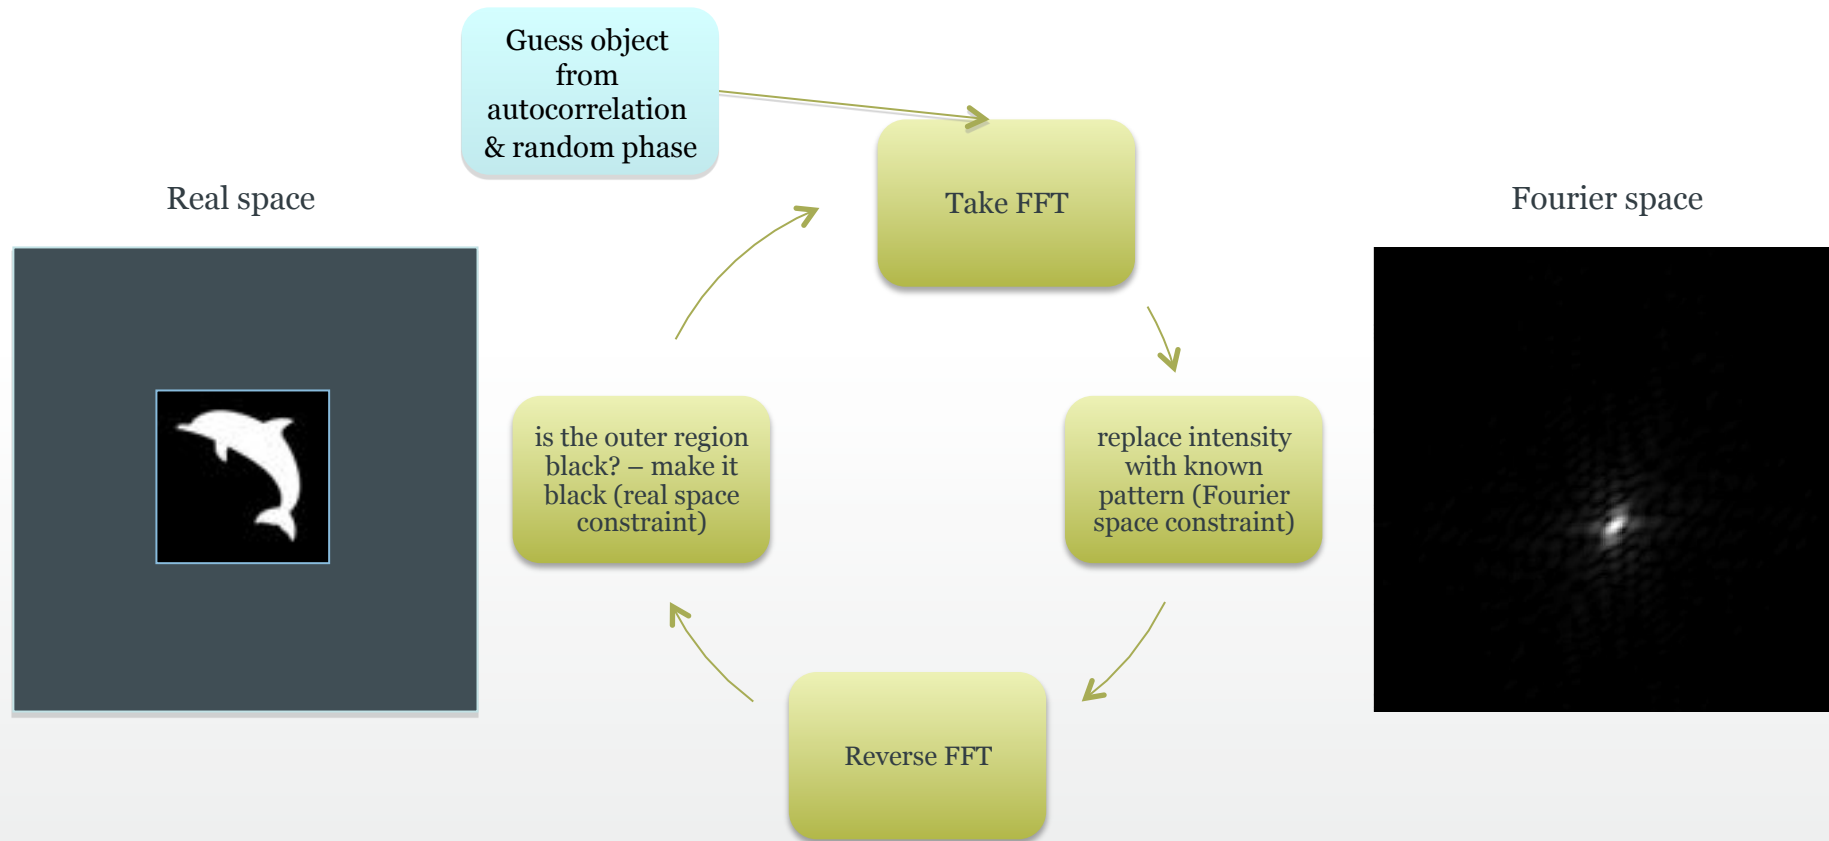 Guess object
from
autocorrelation
& random phase
Real space
Take FFT
Fourier space
is the outer region
black? – make it
black (real space
constraint)
replace intensity
with known
pattern (Fourier
space constraint)
Reverse FFT